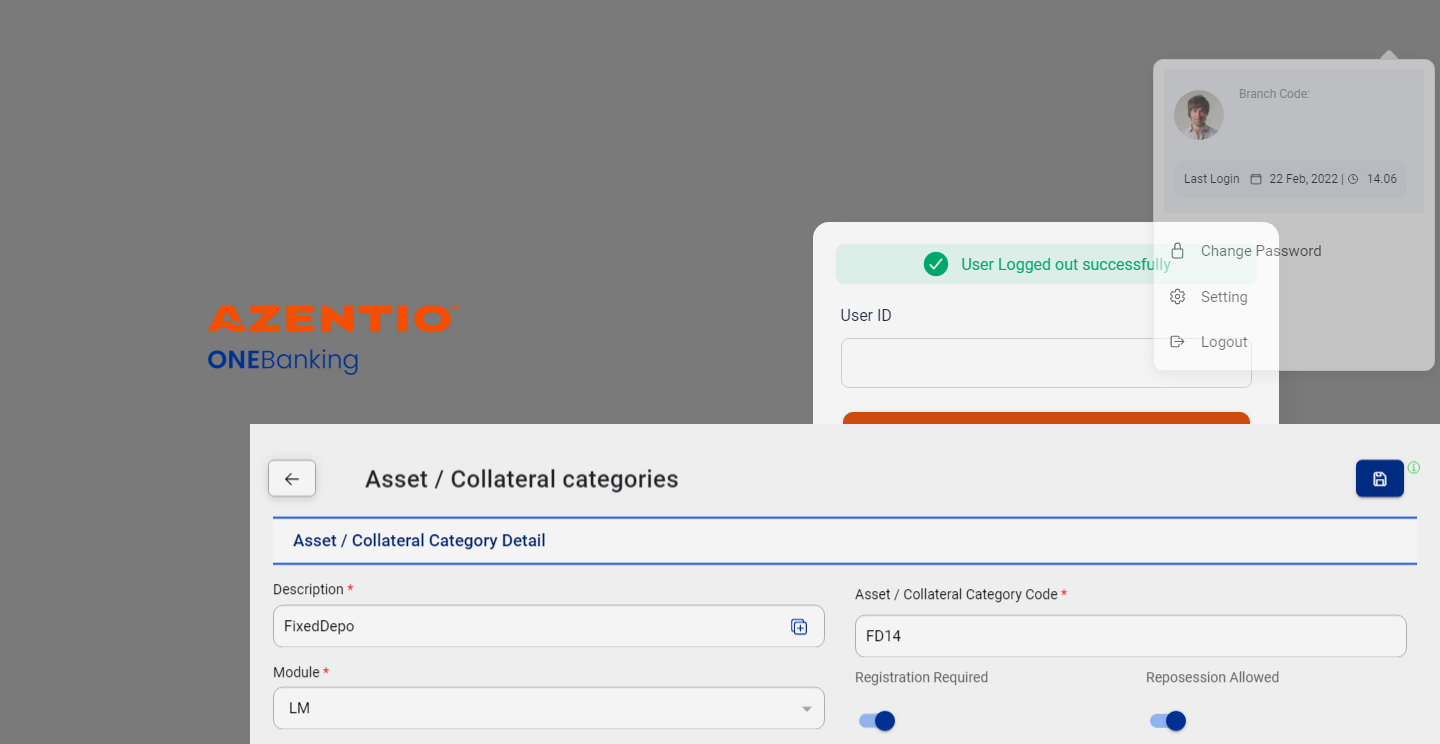 Branch Code:
Last Login 22 Feb, 2022 | 14.06
Change Password
User Logged out successfully
Setting
User ID
Logout
AZENTIO™
ONEBanking
Asset / Collateral categories
Asset / Collateral Category Detail
Description *
Asset / Collateral Category Code *
FixedDepo
FD14
Module *
Registration Required
Reposession Allowed
LM